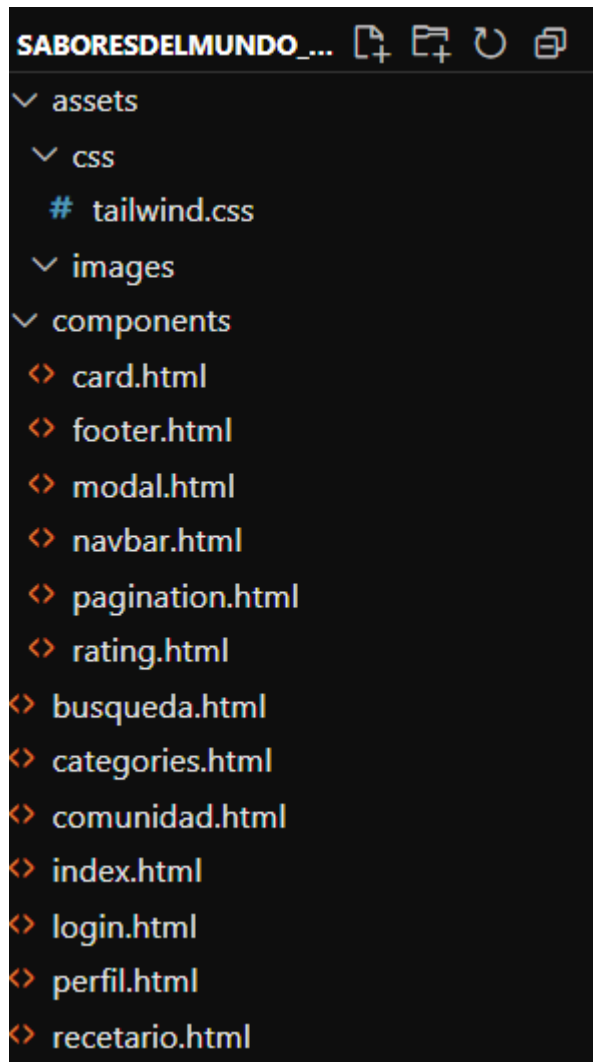 SABORESDELMUNDO_...
assets
css
# tailwind.css
images
components
<> card.html
<> footer.html
<> modal.html
<> navbar.html
<> pagination.html
<> rating.html
<> busqueda.html
<> categories.html
<> comunidad.html
<> index.html
<> login.html
<> perfil.html
<> recetario.html